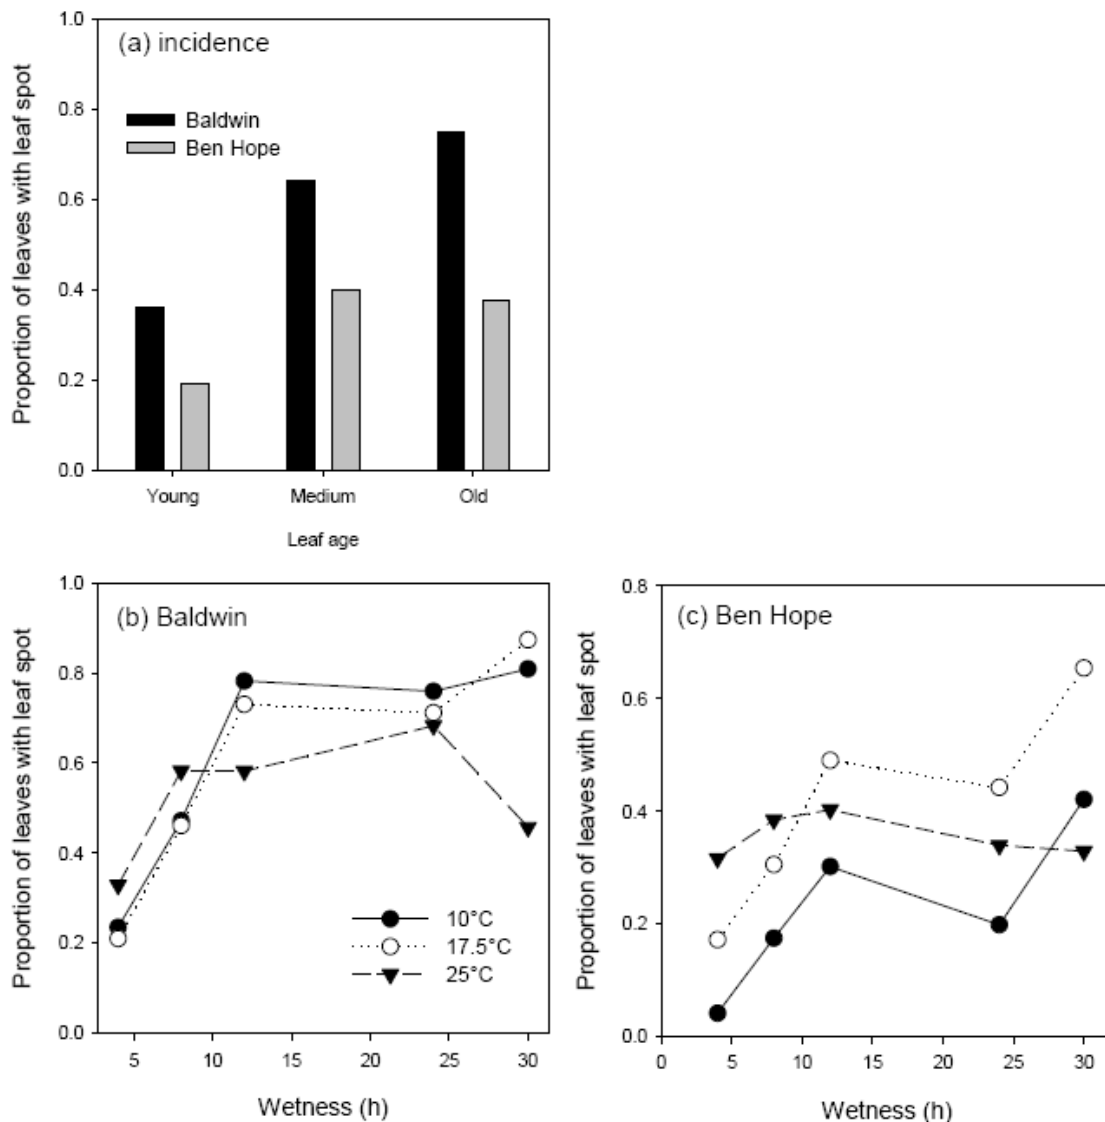 (a) incidence
Baldwin
Ben Hope
Proportion of leaves with leaf spot
1.0
0.8
0.6
0.4
0.2
0.0
Young Medium Old
Leaf age
(b) Baldwin
Proportion of leaves with leaf spot
1.0
0.8
0.6
0.4
0.2
0.0
10°C
17.5°C
25°C
5 10 15 20 25 30
Wetness (h)
(c) Ben Hope
Proportion of leaves with leaf spot
0.8
0.6
0.4
0.2
0.0
0 5 10 15 20 25 30
Wetness (h)